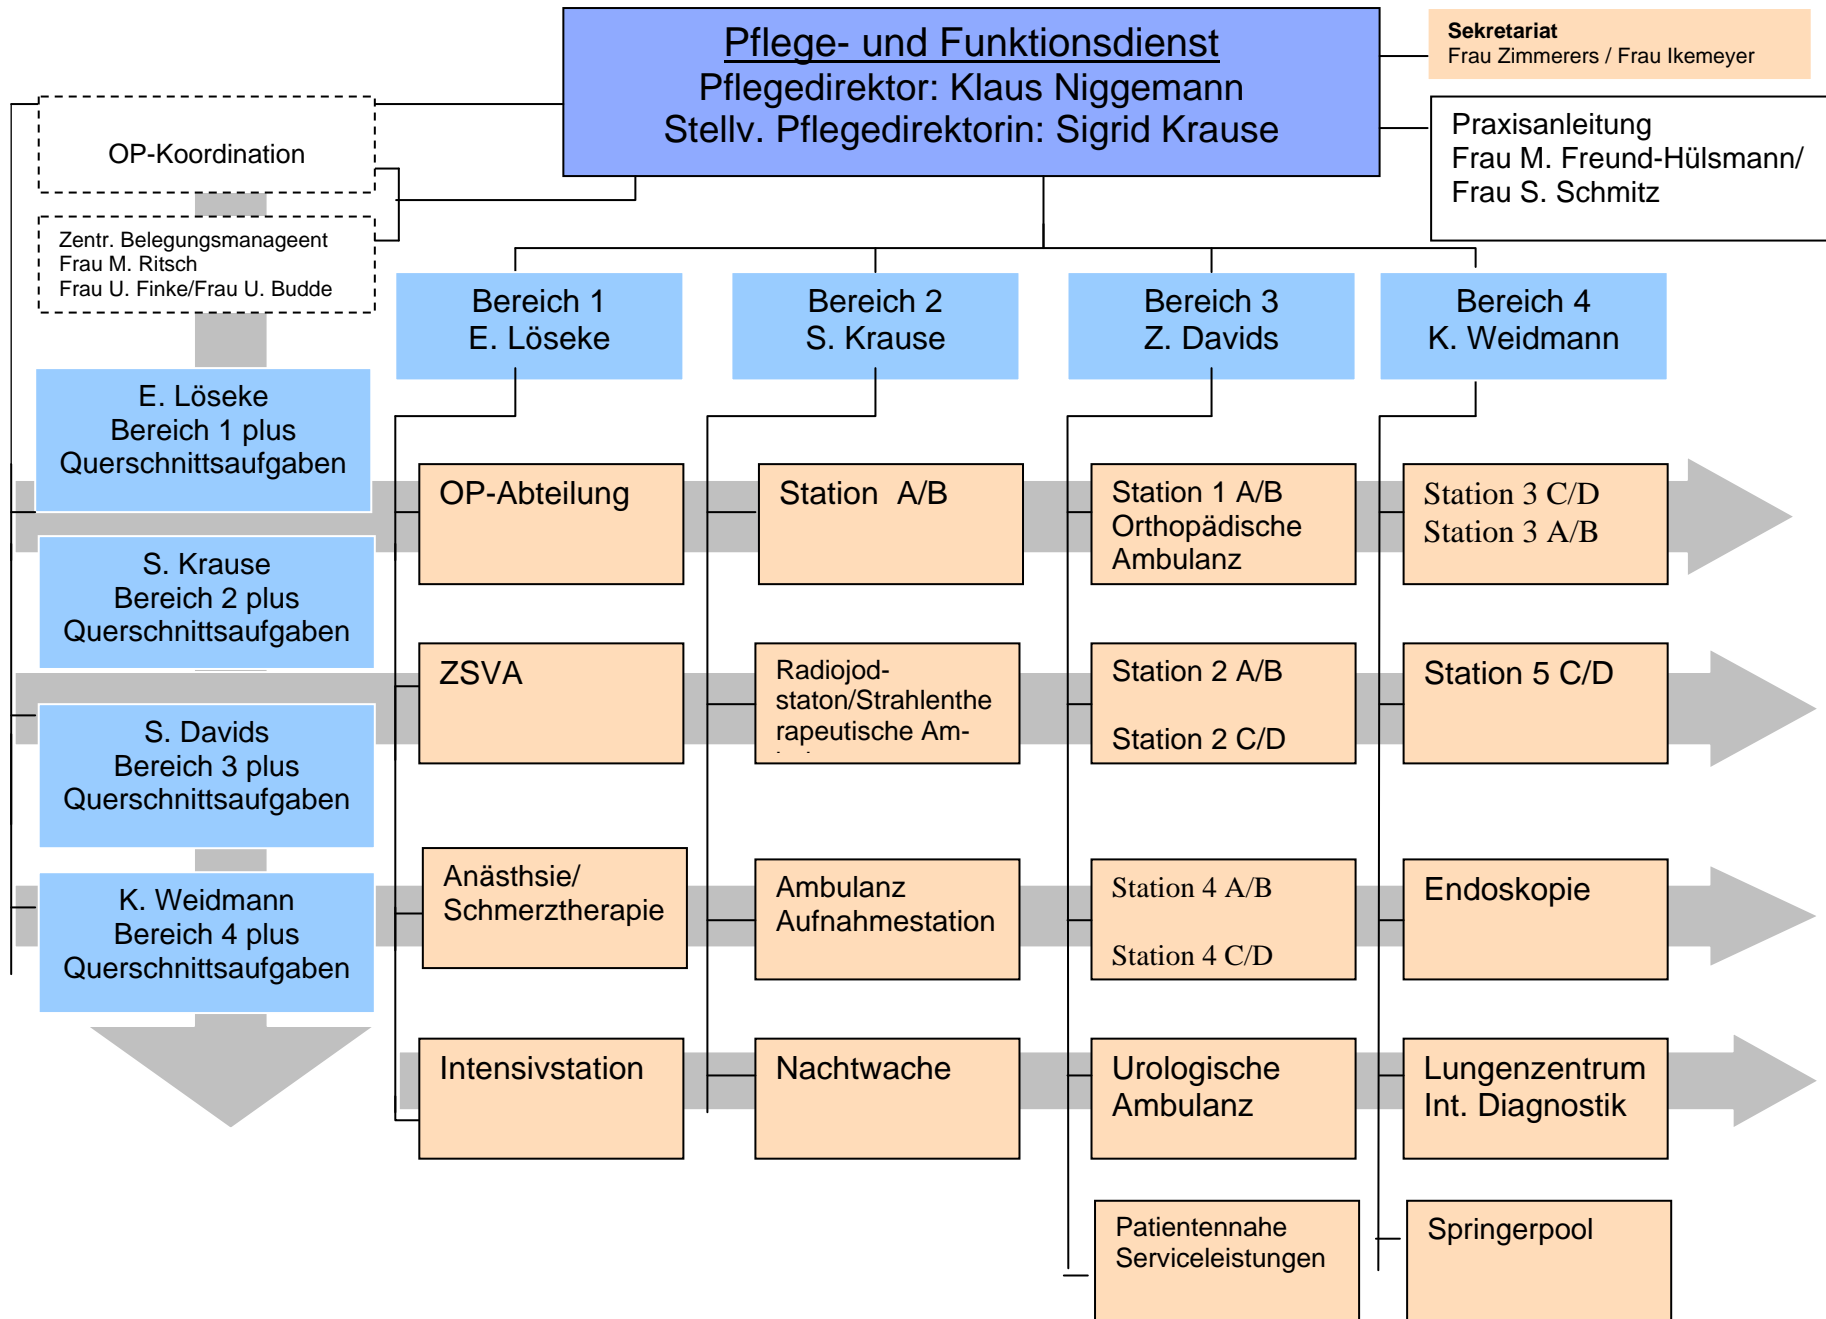 Pflege- und Funktionsdienst
Pflegedirektor: Klaus Niggemann
Stellv. Pflegedirektorin: Sigrid Krause
Sekretariat
Frau Zimmerers / Frau Ikemeyer
Praxisanleitung
Frau M. Freund-Hülsmann/
Frau S. Schmitz
OP-Koordination
Zentr. Belegungsmanageent
Frau M. Ritsch
Frau U. Finke/Frau U. Budde
Bereich 1
E. Löseke
Bereich 2
S. Krause
Bereich 3
Z. Davids
Bereich 4
K. Weidmann
E. Löseke
Bereich 1 plus
Querschnittsaufgaben
S. Krause
Bereich 2 plus
Querschnittsaufgaben
S. Davids
Bereich 3 plus
Querschnittsaufgaben
K. Weidmann
Bereich 4 plus
Querschnittsaufgaben
OP-Abteilung
Station A/B
Station 1 A/B
Orthopädische
Ambulanz
Station 3 C/D
Station 3 A/B
ZSVA
Radiojod-
staton/Strahlenthe
rapeutische Am-
Station 2 A/B
Station 2 C/D
Station 5 C/D
Anästhsie/
Schmerztherapie
Ambulanz
Aufnahmestation
Station 4 A/B
Station 4 C/D
Endoskopie
Intensivstation
Nachtwache
Urologische
Ambulanz
Lungenzentrum
Int. Diagnostik
Patientennahe
Serviceleistungen
Springerpool